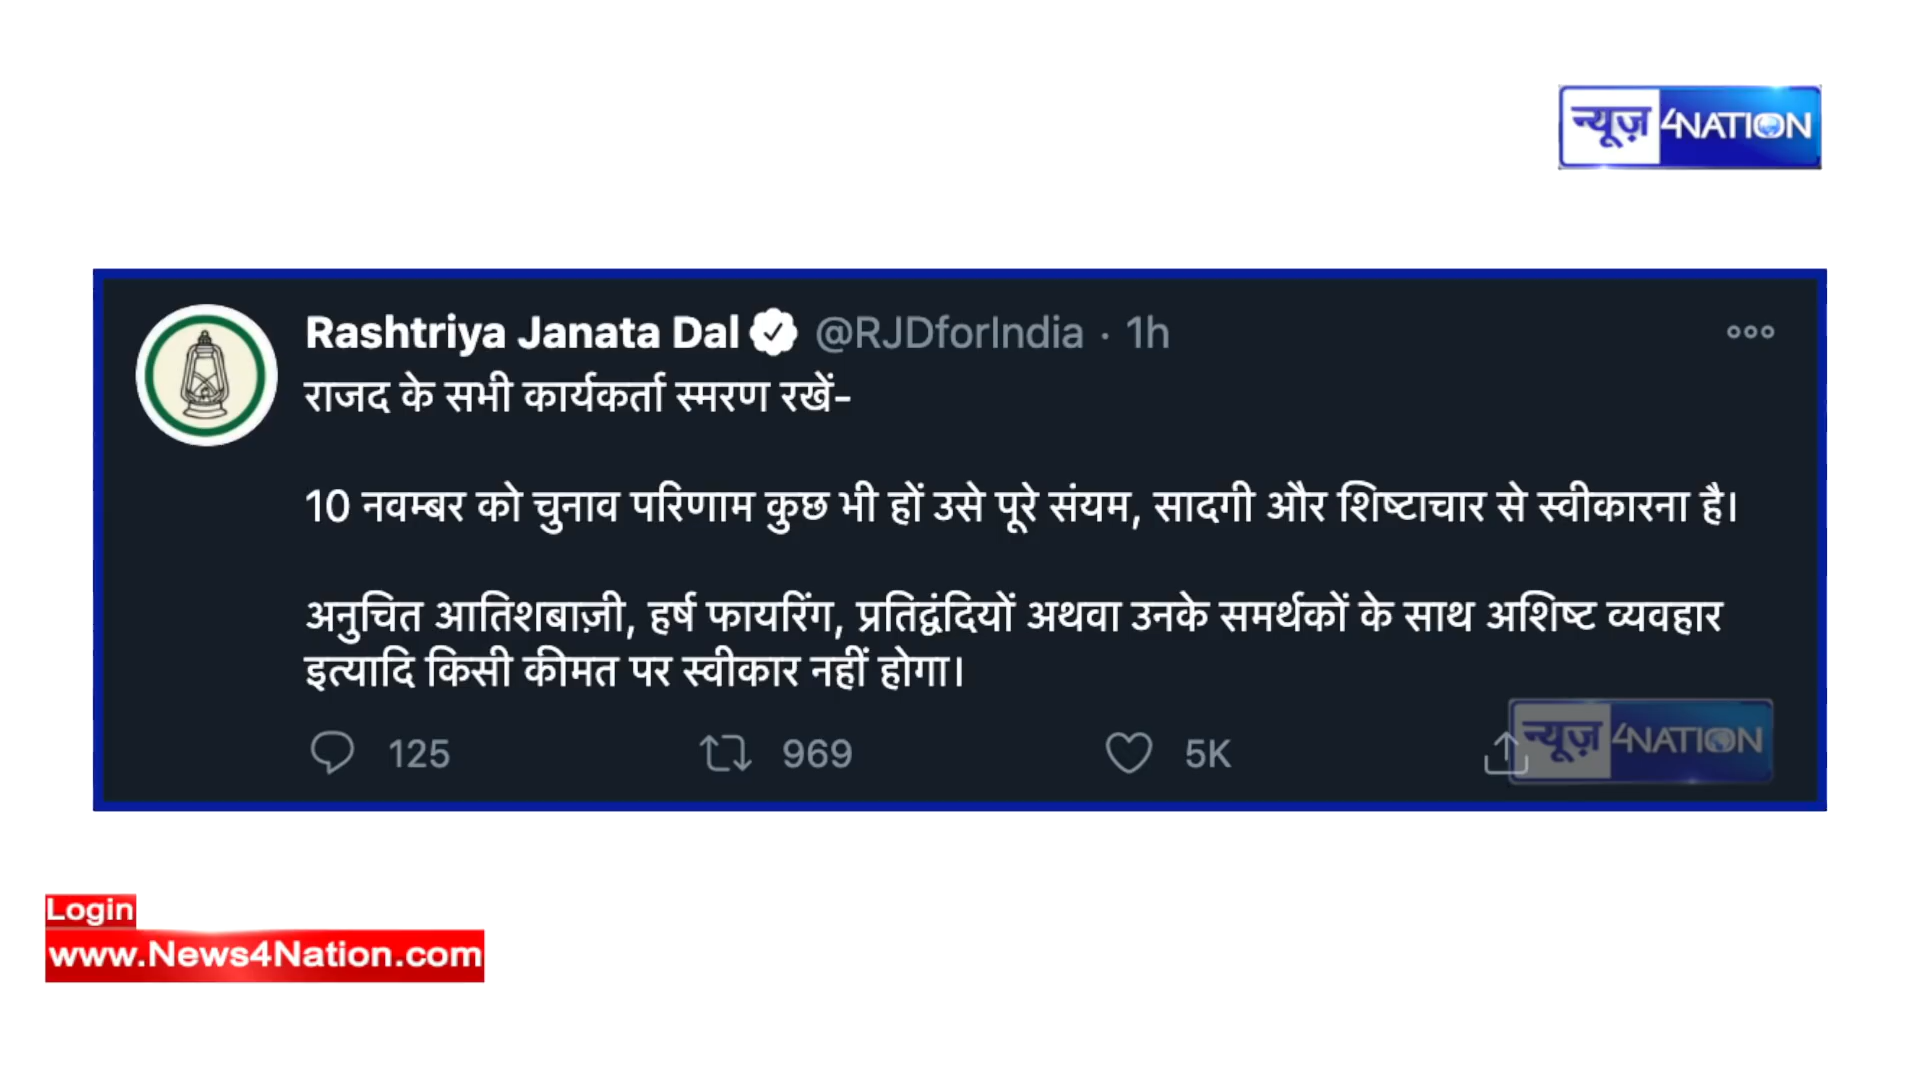 न्यूज़ 4NATION
Rashtriya Janata Dal @RJDforIndia · 1h
राजद के सभी कार्यकर्ता स्मरण रखें-
10 नवम्बर को चुनाव परिणाम कुछ भी हों उसे पूरे संयम, सादगी और शिष्टाचार से स्वीकारना है।
अनुचित आतिशबाज़ी, हर्ष फायरिंग, प्रतिद्वंदियों अथवा उनके समर्थकों के साथ अशिष्ट व्यवहार
इत्यादि किसी कीमत पर स्वीकार नहीं होगा।
125 969 5K
न्यूज़ 4NATION
Login
www.News4Nation.com